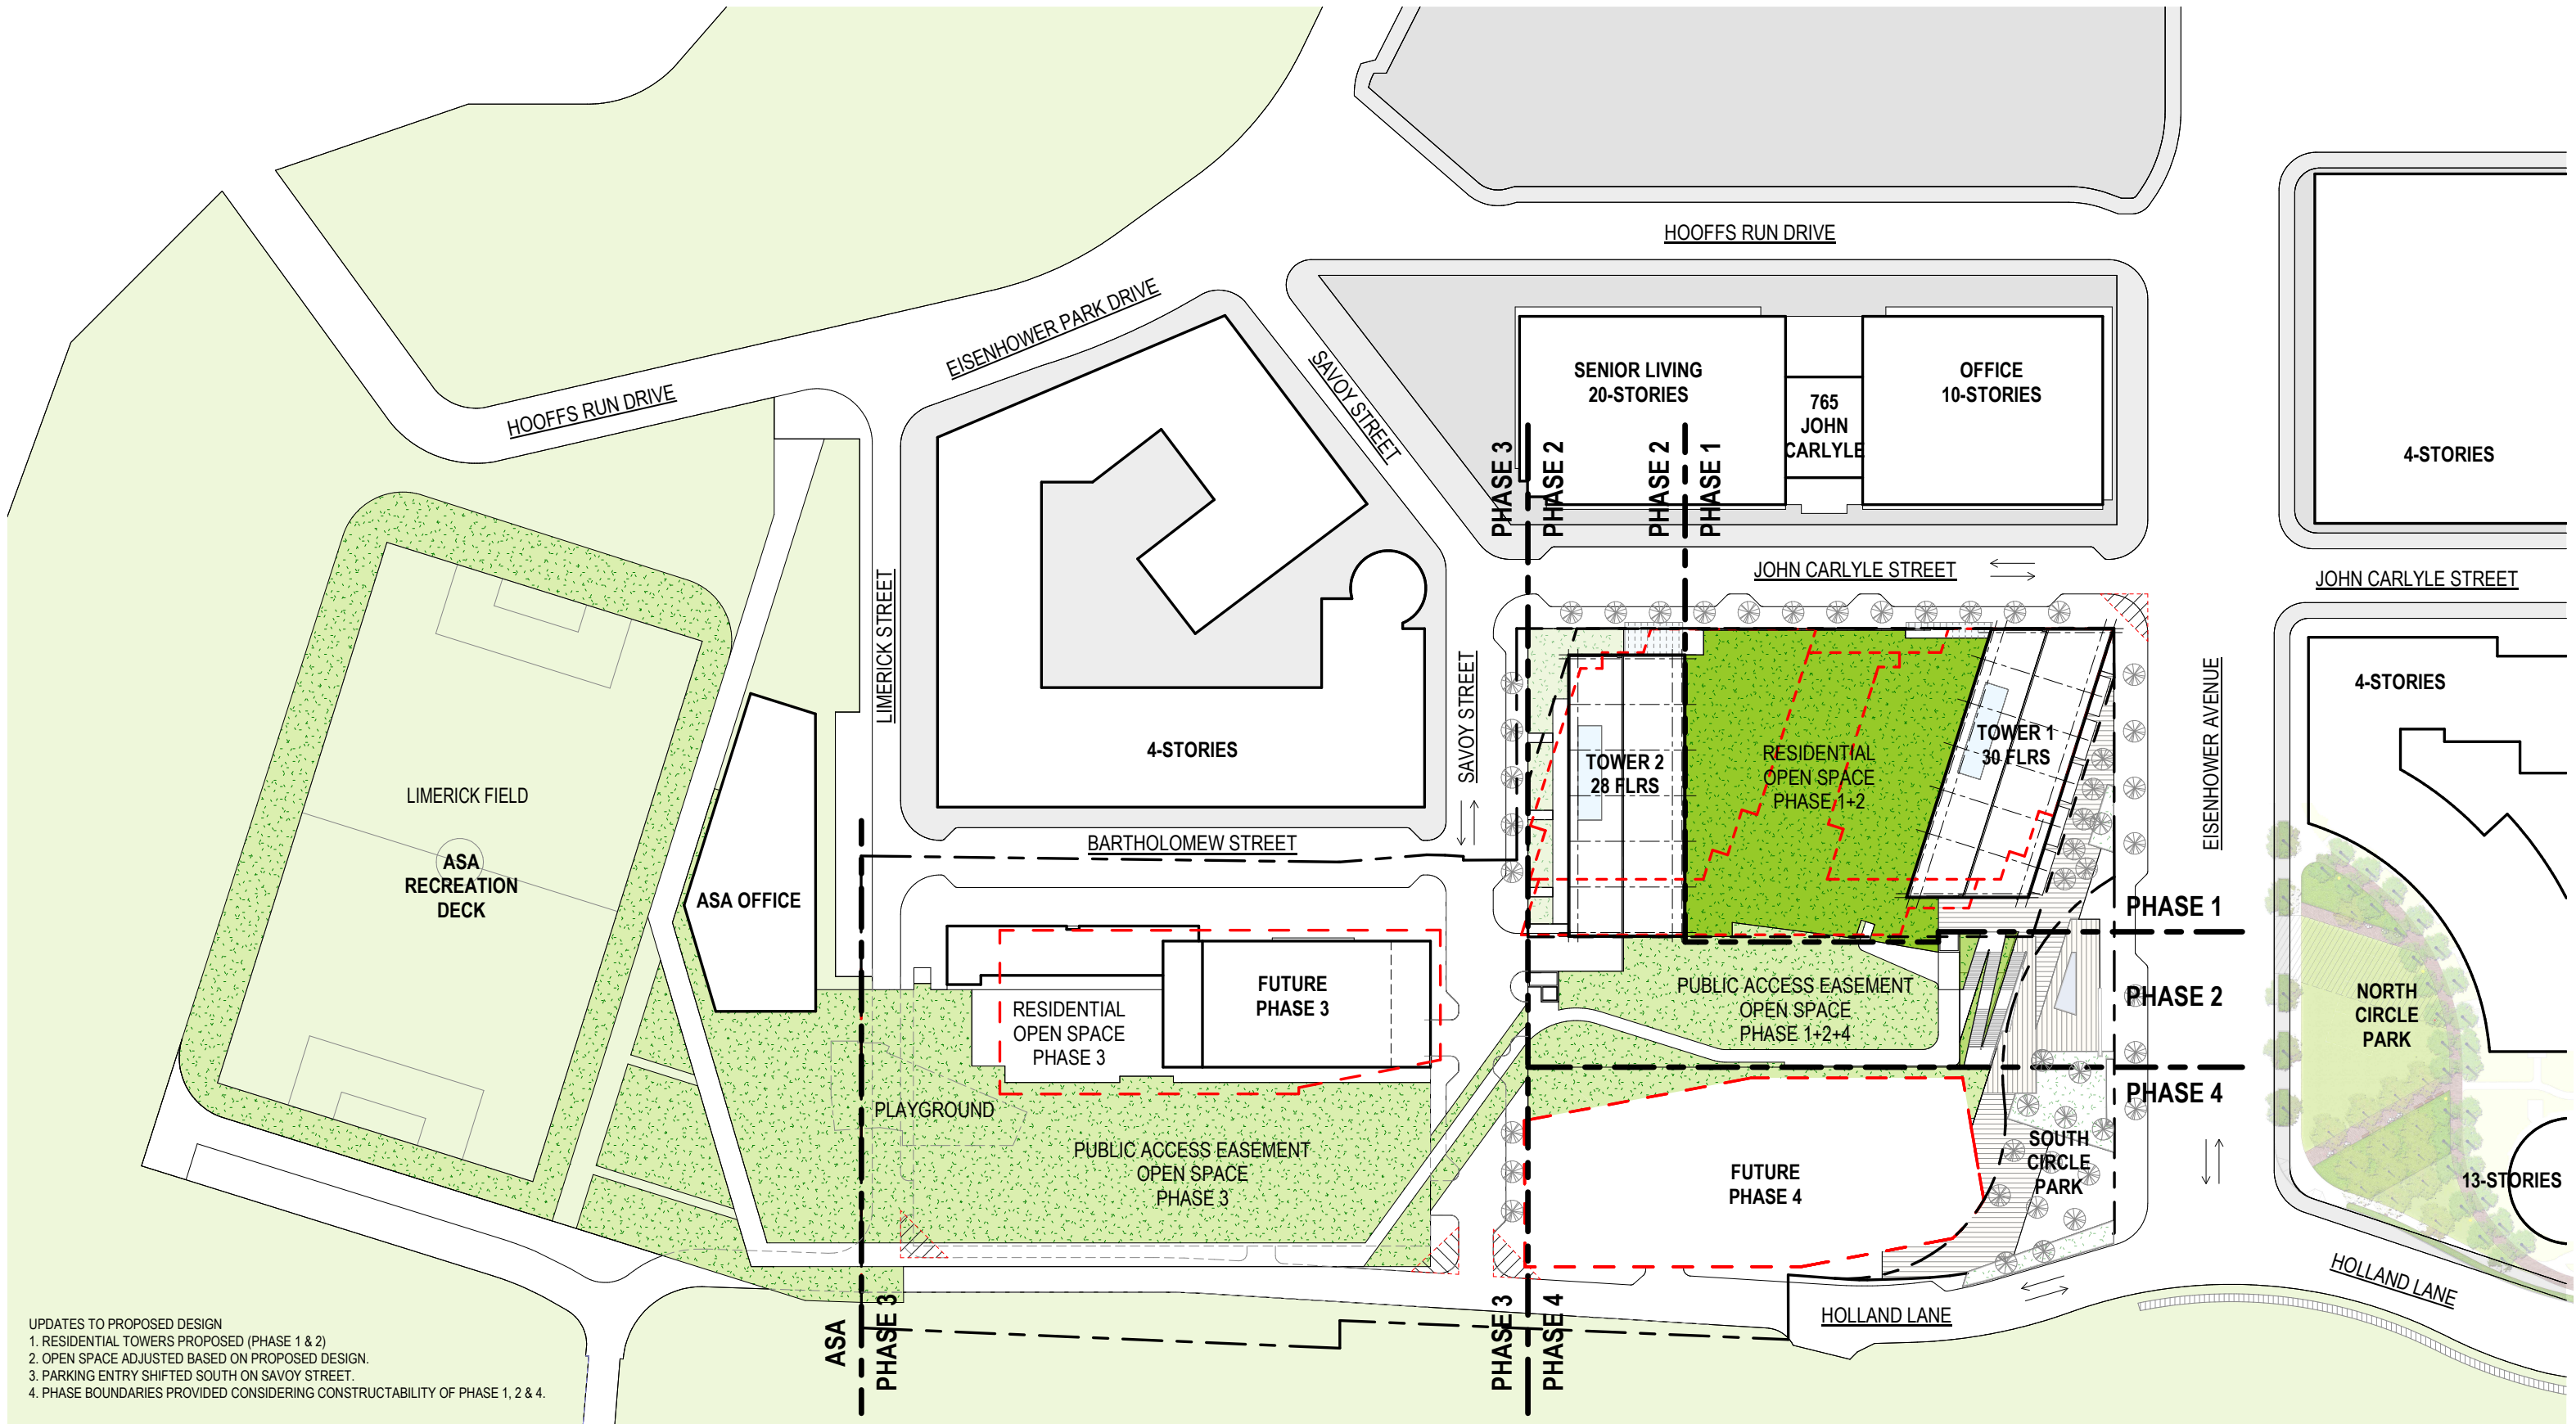 HOOFFS RUN DRIVE
EISENHOWER PARK DRIVE
HOOFFS RUN DRIVE
SAVOY STREET
SENIOR LIVING
20-STORIES
765
JOHN
CARLYLE
OFFICE
10-STORIES
4-STORIES
PHASE 3
PHASE 2
PHASE 2
PHASE 1
JOHN CARLYLE STREET
JOHN CARLYLE STREET
LIMERICK STREET
SAVOY STREET
EISENHOWER AVENUE
4-STORIES
4-STORIES
TOWER 2
28 FLRS
RESIDENTIAL
OPEN SPACE
PHASE 1+2
TOWER 1
30 FLRS
LIMERICK FIELD
ASA
RECREATION
DECK
ASA OFFICE
BARTHOLOMEW STREET
PHASE 1
PHASE 2
PHASE 4
FUTURE
PHASE 3
RESIDENTIAL
OPEN SPACE
PHASE 3
PUBLIC ACCESS EASEMENT
OPEN SPACE
PHASE 1+2+4
NORTH
CIRCLE
PARK
PLAYGROUND
PUBLIC ACCESS EASEMENT
OPEN SPACE
PHASE 3
FUTURE
PHASE 4
SOUTH
CIRCLE
PARK
13-STORIES
HOLLAND LANE
HOLLAND LANE
ASA
PHASE 3
PHASE 3
PHASE 4
UPDATES TO PROPOSED DESIGN
1. RESIDENTIAL TOWERS PROPOSED (PHASE 1 & 2)
2. OPEN SPACE ADJUSTED BASED ON PROPOSED DESIGN.
3. PARKING ENTRY SHIFTED SOUTH ON SAVOY STREET.
4. PHASE BOUNDARIES PROVIDED CONSIDERING CONSTRUCTABILITY OF PHASE 1, 2 & 4.